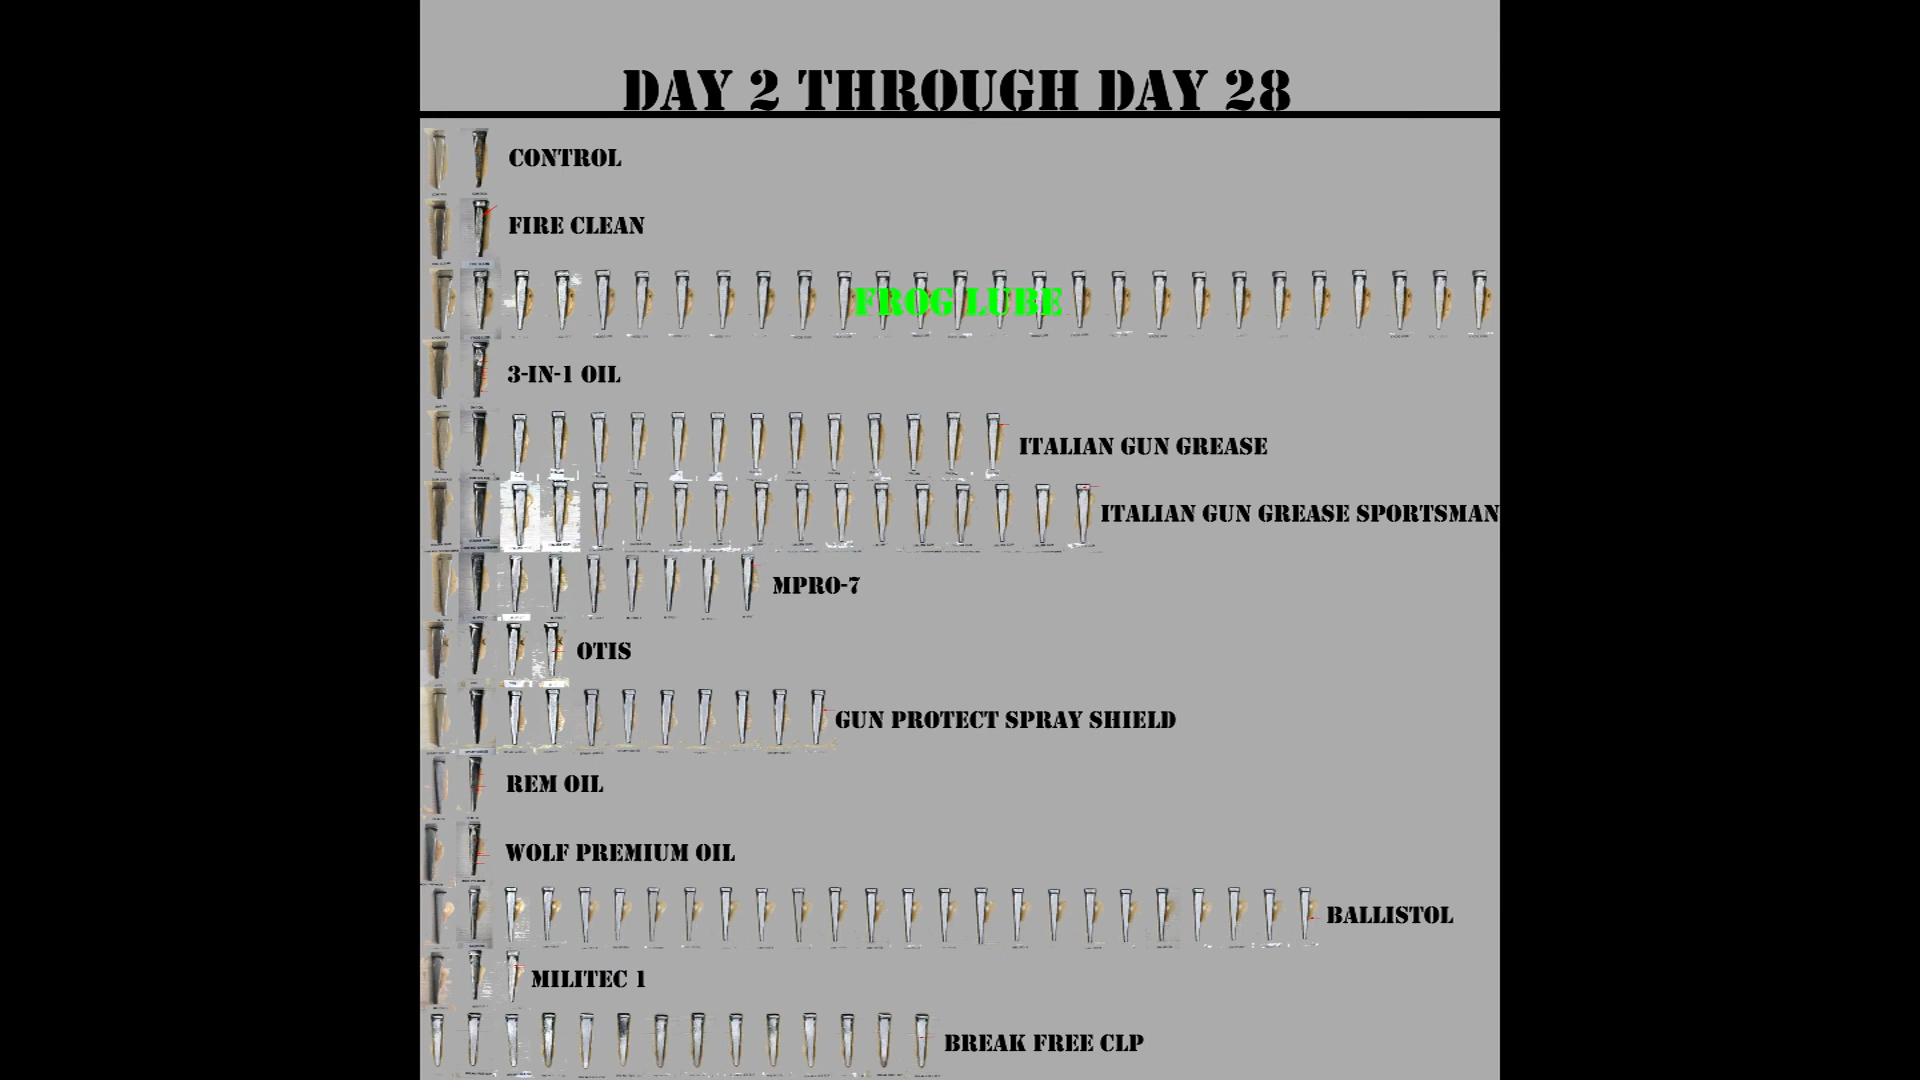 DAY 2 THROUGH DAY 28
CONTROL
FIRE CLEAN
FROG LUBE
3-IN-1 OIL
ITALIAN GUN GREASE
ITALIAN GUN GREASE SPORTSMAN
MPRO-7
OTIS
GUN PROTECT SPRAY SHIELD
REM OIL
WOLF PREMIUM OIL
BALLISTOL
MILITEC 1
BREAK FREE CLP